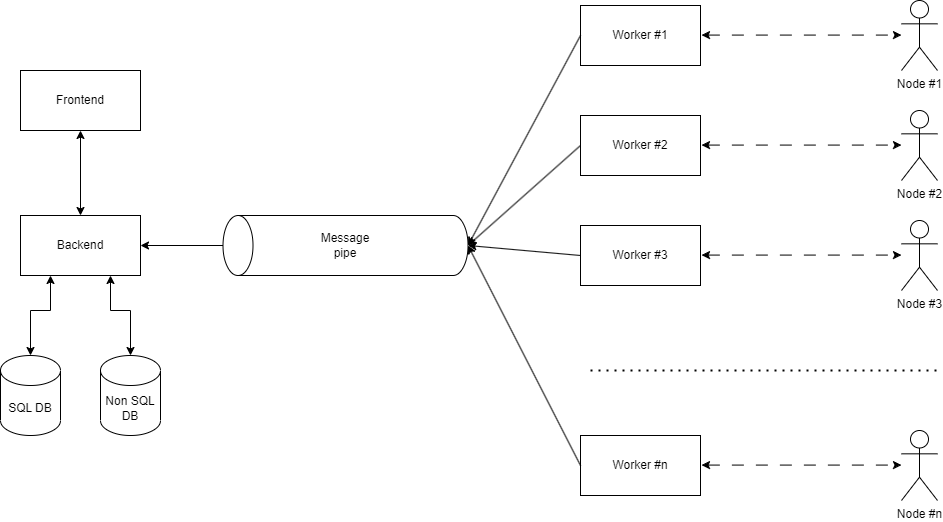 Frontend
Backend
SQL DB
Non SQL
DB
Message
pipe
Worker #1
Node #1
Worker #2
Node #2
Worker #3
Node #3
Worker #n
Node #n